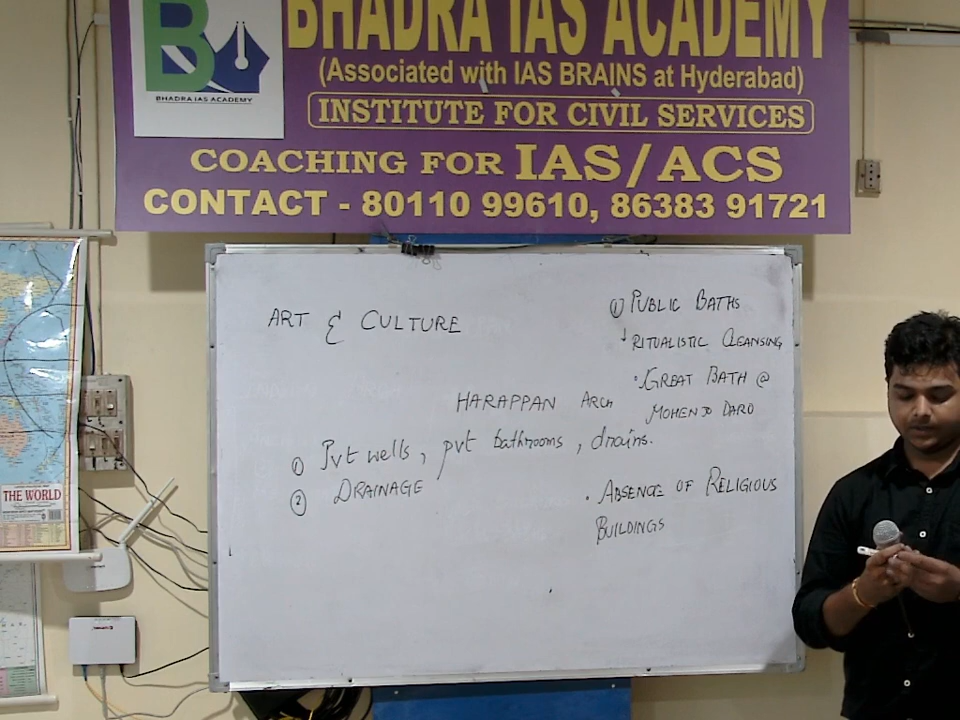 BHADRA IAS ACADEMY
BHADRA IAS ACADEMY
(Associated with IAS BRAINS at Hyderabad)
INSTITUTE FOR CIVIL SERVICES
COACHING FOR IAS/ACS
CONTACT - 80110 99610, 86383 91721
ART & CULTURE
HARAPPAN ARCH
① Pvt wells, pvt bathrooms, drains.
② DRAINAGE
① PUBLIC BATHS
↓ RITUALISTIC CLEANSING
· GREAT BATH @
MOHENJO DARO
· ABSENCE OF RELIGIOUS
BUILDINGS
THE WORLD